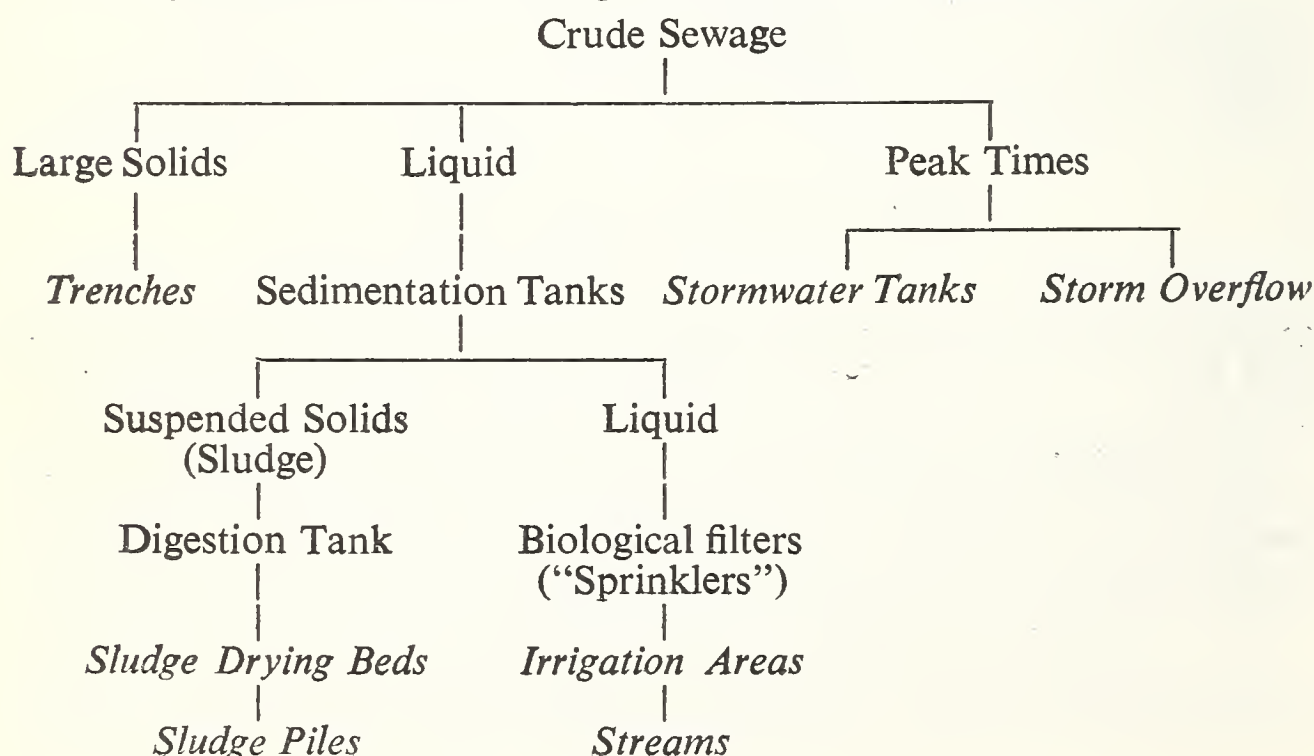 Crude Sewage
Large Solids Liquid Peak Times
Trenches Sedimentation Tanks Stormwater Tanks Storm Overflow
Suspended Solids Liquid
(Sludge)
Digestion Tank Biological filters
(“Sprinklers”)
Sludge Drying Beds Irrigation Areas
Sludge Piles Streams